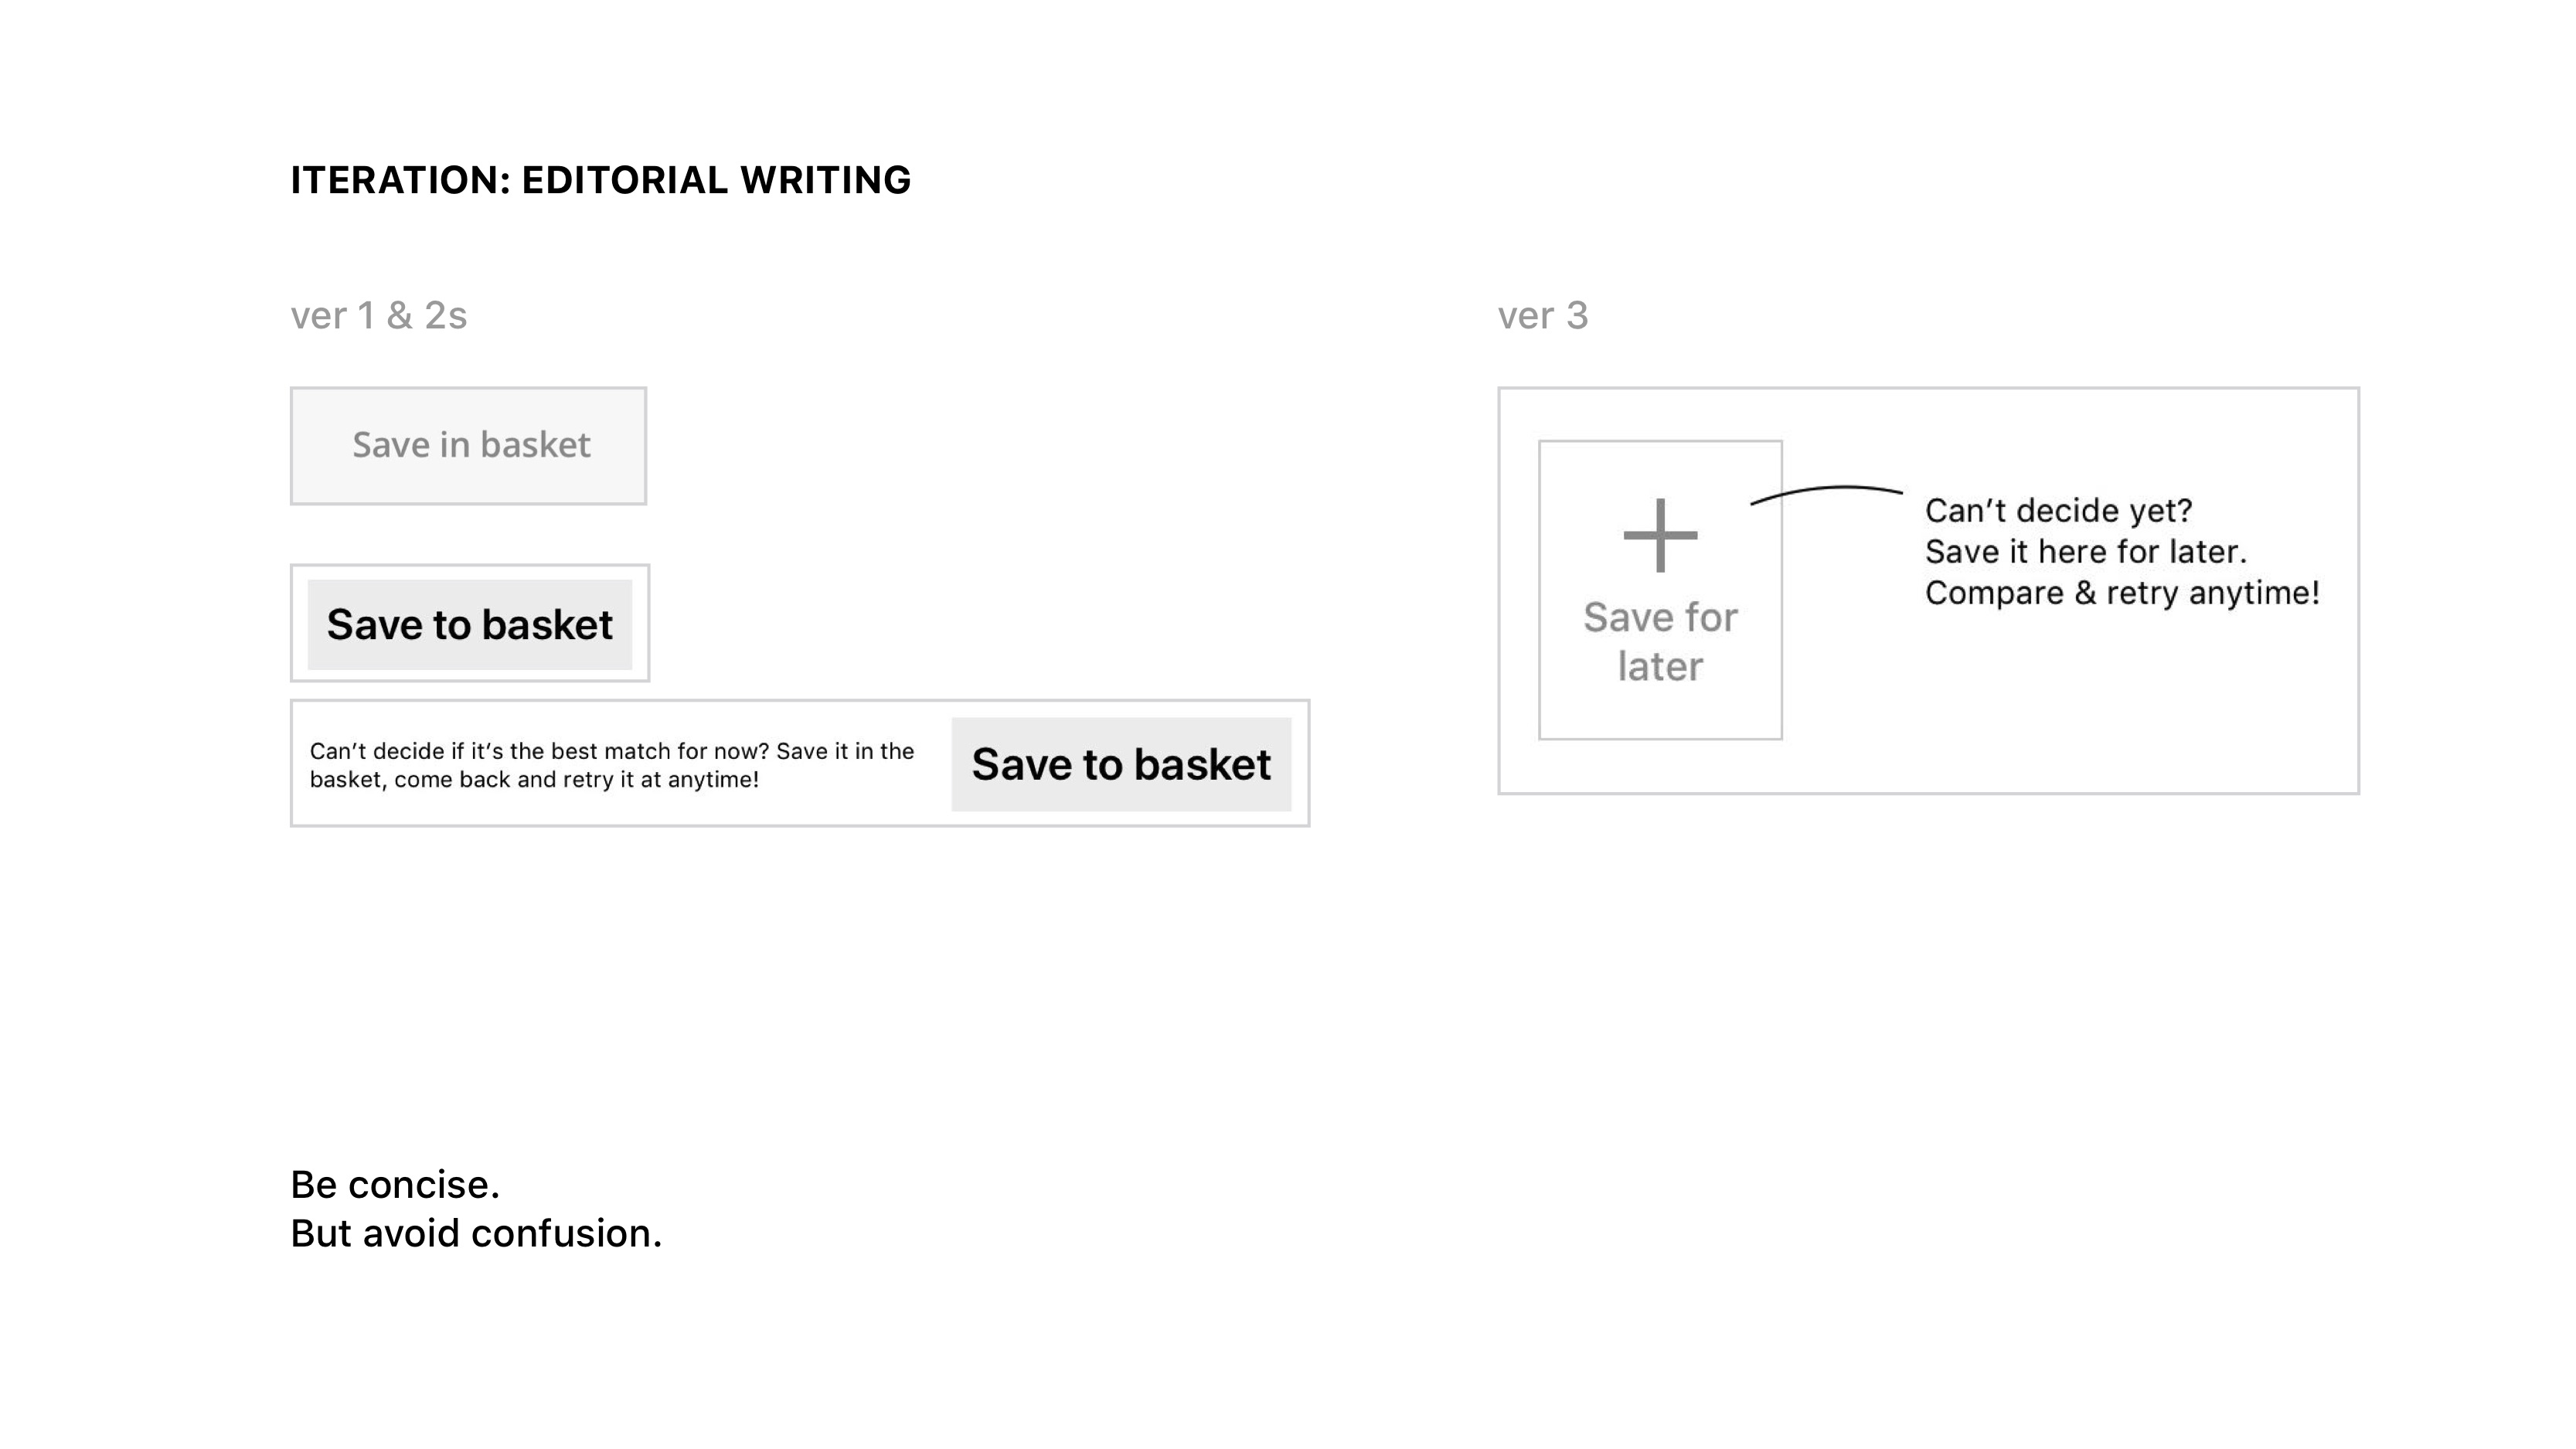 ITERATION: EDITORIAL WRITING
ver 1 & 2s
Save in basket
Save to basket
Can’t decide if it’s the best match for now? Save it in the
basket, come back and retry it at anytime!
Save to basket
ver 3
Save for
later
Can’t decide yet?
Save it here for later.
Compare & retry anytime!
Be concise.
But avoid confusion.